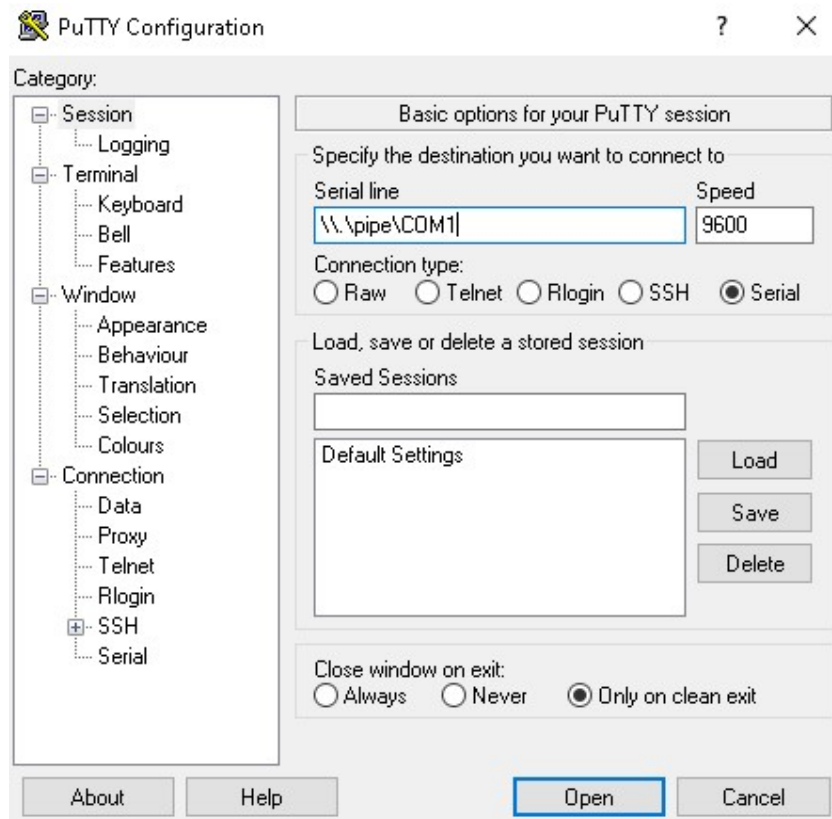 PuTTY Configuration
?
Category:
Session
Logging
Terminal
Keyboard
Bell
Features
Window
Appearance
Behaviour
Translation
Selection
Colours
Connection
Data
Proxy
Telnet
Rlogin
SSH
Serial
Basic options for your PuTTY session
Specify the destination you want to connect to
Serial line Speed
\\.\pipe\COM1 9600
Connection type:
Raw Telnet Rlogin SSH Serial
Load, save or delete a stored session
Saved Sessions
Default Settings
Load
Save
Delete
Close window on exit:
Always Never Only on clean exit
About Help Open Cancel